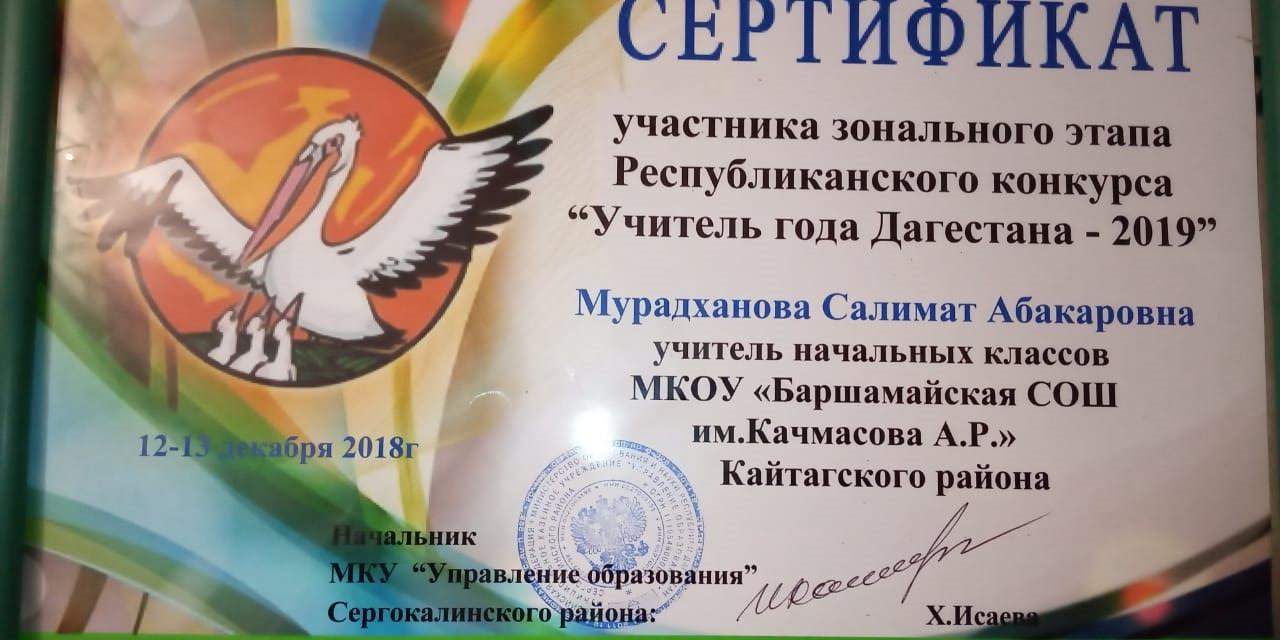 СЕРТИФИКАТ
участника зонального этапа
Республиканского конкурса
“Учитель года Дагестана - 2019”
Мурадханова Салимат Абакаровна
учитель начальных классов
МКОУ «Баршамайская СОШ
им.Качмасова А.Р.»
Кайтагского района
12-13 декабря 2018г
Начальник
МКУ “Управление образования”
Сергокалинского района:
Х.Исаева